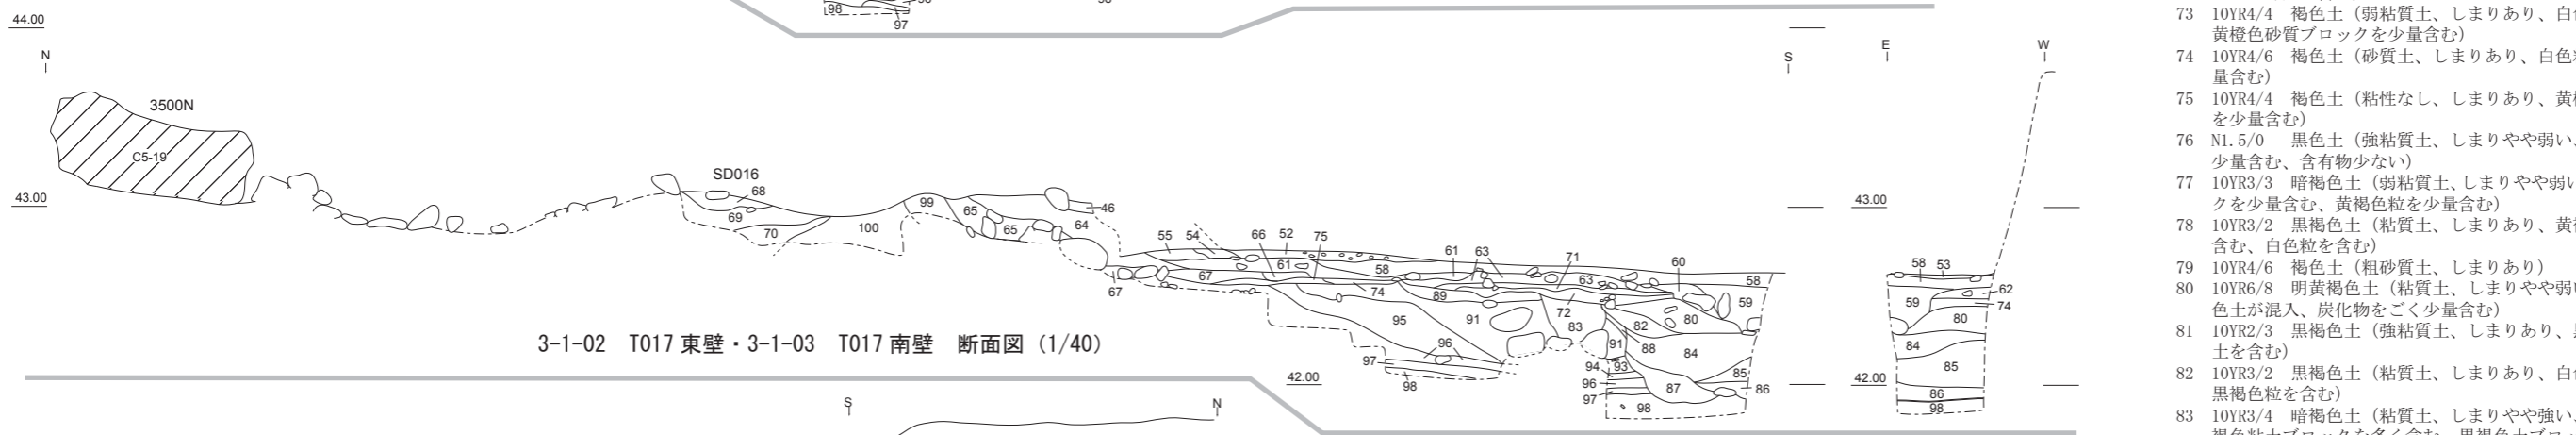 98
97
44.00
N
S
E
W
3500N
C5-19
43.00
SD016
68
69
70
100
99
65
65
64
46
43.00
55
54
66
52
75
61
58
61
63
71
63
60
58
59
67
67
74
89
72
95
91
83
82
80
88
84
91
96
97
98
94
93
96
97
98
87
85
86
58
53
59
62
74
80
84
85
86
98
3-1-02 T017 東壁・3-1-03 T017 南壁 断面図（1/40）
42.00
42.00
S
N
73 10YR4/4 褐色土（弱粘質土、しまりあり、白
黄橙色砂質ブロックを少量含む）
74 10YR4/6 褐色土（砂質土、しまりあり、白色
量含む）
75 10YR4/4 褐色土（粘性なし、しまりあり、黄
を少量含む）
76 N1.5/0 黒色土（強粘質土、しまりやや弱い、
少量含む、含有物少ない）
77 10YR3/3 暗褐色土（弱粘質土、しまりやや弱い
クを少量含む、黄褐色粒を少量含む）
78 10YR3/2 黒褐色土（粘質土、しまりあり、黄
含む、白色粒を含む）
79 10YR4/6 褐色土（粗砂質土、しまりあり）
80 10YR6/8 明黄褐色土（粘質土、しまりやや弱い
色土が混入、炭化物をごく少量含む）
81 10YR2/3 黒褐色土（強粘質土、しまりあり、
土を含む）
82 10YR3/2 黒褐色土（粘質土、しまりあり、白
黒褐色粒を含む）
83 10YR3/4 暗褐色土（粘質土、しまりやや強い、